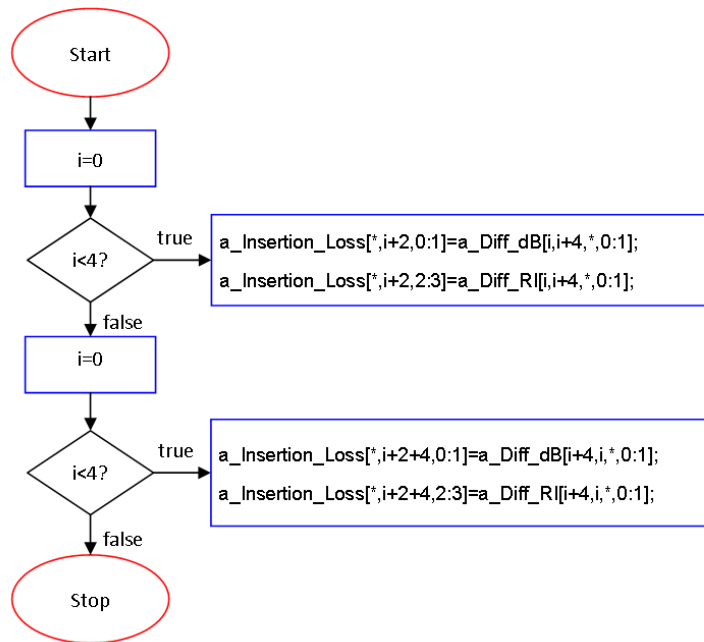 Start
i=0
i<4?
true
a_Insertion_Loss[*,i+2,0:1]=a_Diff_dB[i,i+4,*,0:1];
a_Insertion_Loss[*,i+2,2:3]=a_Diff_RI[i,i+4,*,0:1];
false
i=0
i<4?
true
a_Insertion_Loss[*,i+2+4,0:1]=a_Diff_dB[i+4,i,*,0:1];
a_Insertion_Loss[*,i+2+4,2:3]=a_Diff_RI[i+4,i,*,0:1];
false
Stop